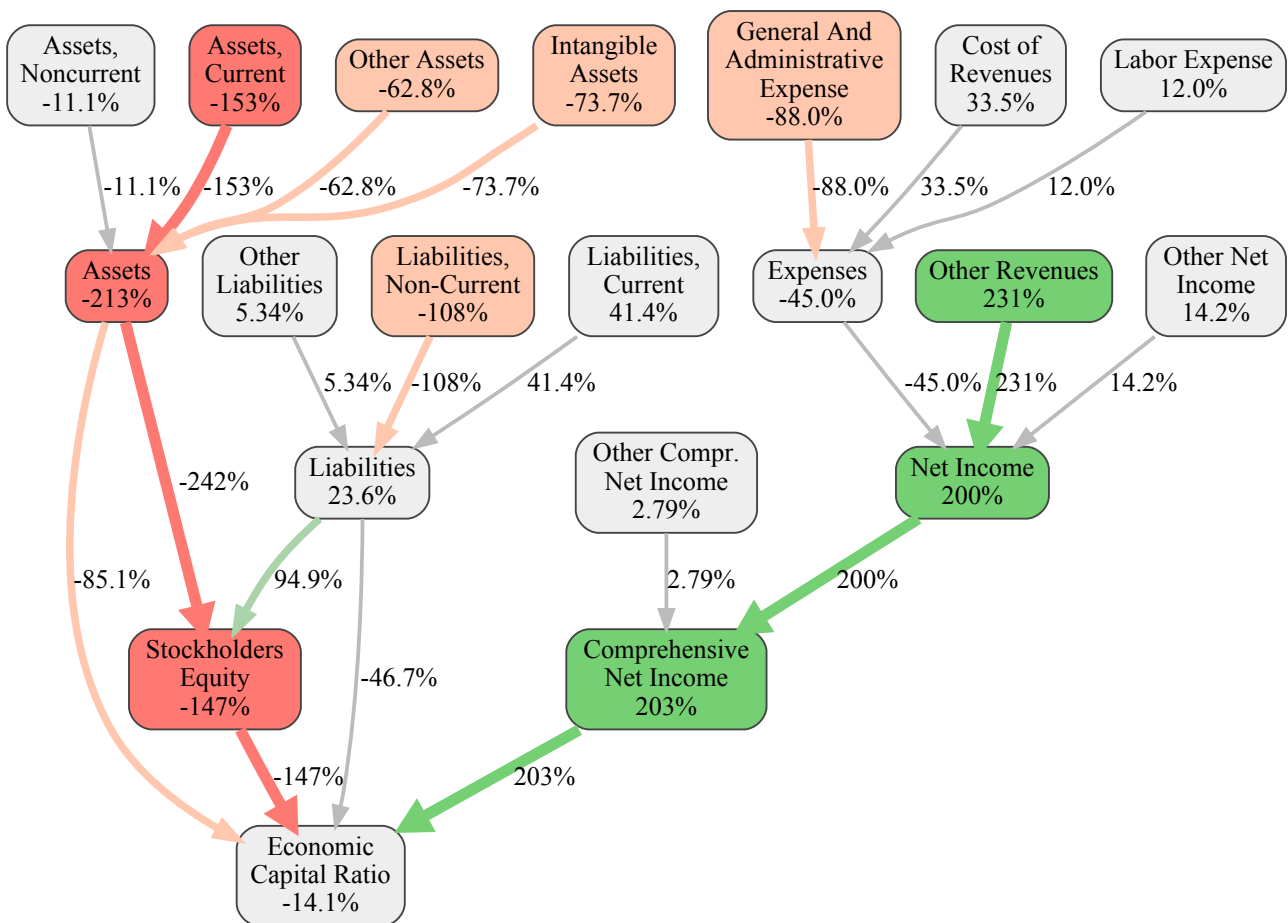 Assets,
Noncurrent
-11.1%
Assets,
Current
-153%
Other Assets
-62.8%
Intangible
Assets
-73.7%
General And
Administrative
Expense
-88.0%
Cost of
Revenues
33.5%
Labor Expense
12.0%
-11.1%
-153%
-62.8%
-73.7%
-88.0%
33.5%
12.0%
Assets
-213%
Other
Liabilities
5.34%
Liabilities,
Non-Current
-108%
Liabilities,
Current
41.4%
Expenses
-45.0%
Other Revenues
231%
Other Net
Income
14.2%
5.34%
-108%
41.4%
-45.0%
231%
14.2%
-242%
Liabilities
23.6%
Other Compr.
Net Income
2.79%
Net Income
200%
-85.1%
94.9%
2.79%
200%
Stockholders
Equity
-147%
-46.7%
Comprehensive
Net Income
203%
-147%
203%
Economic
Capital Ratio
-14.1%